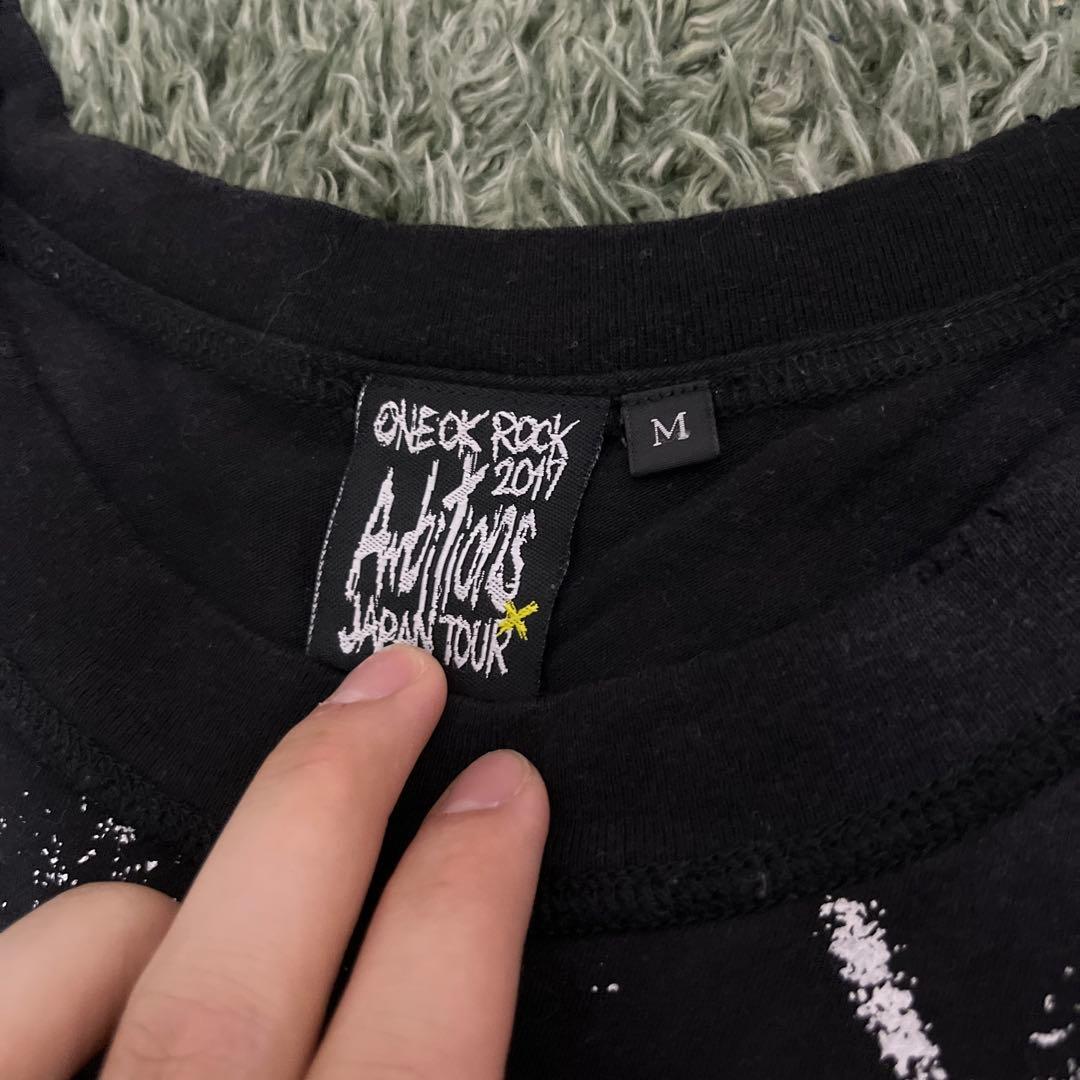 ONE OK ROCK
2017
Ambitions
JAPAN TOUR
M